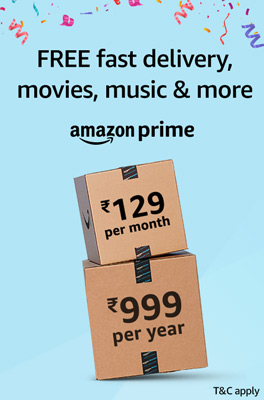 FREE fast delivery,
movies, music & more
amazon prime
₹129
per month
₹999
per year
T&C apply